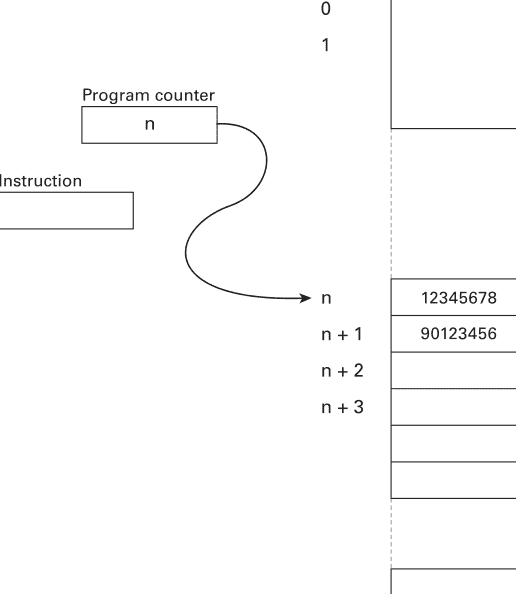 0
1
Program counter
n
Instruction
n 12345678
n + 1 90123456
n + 2
n + 3